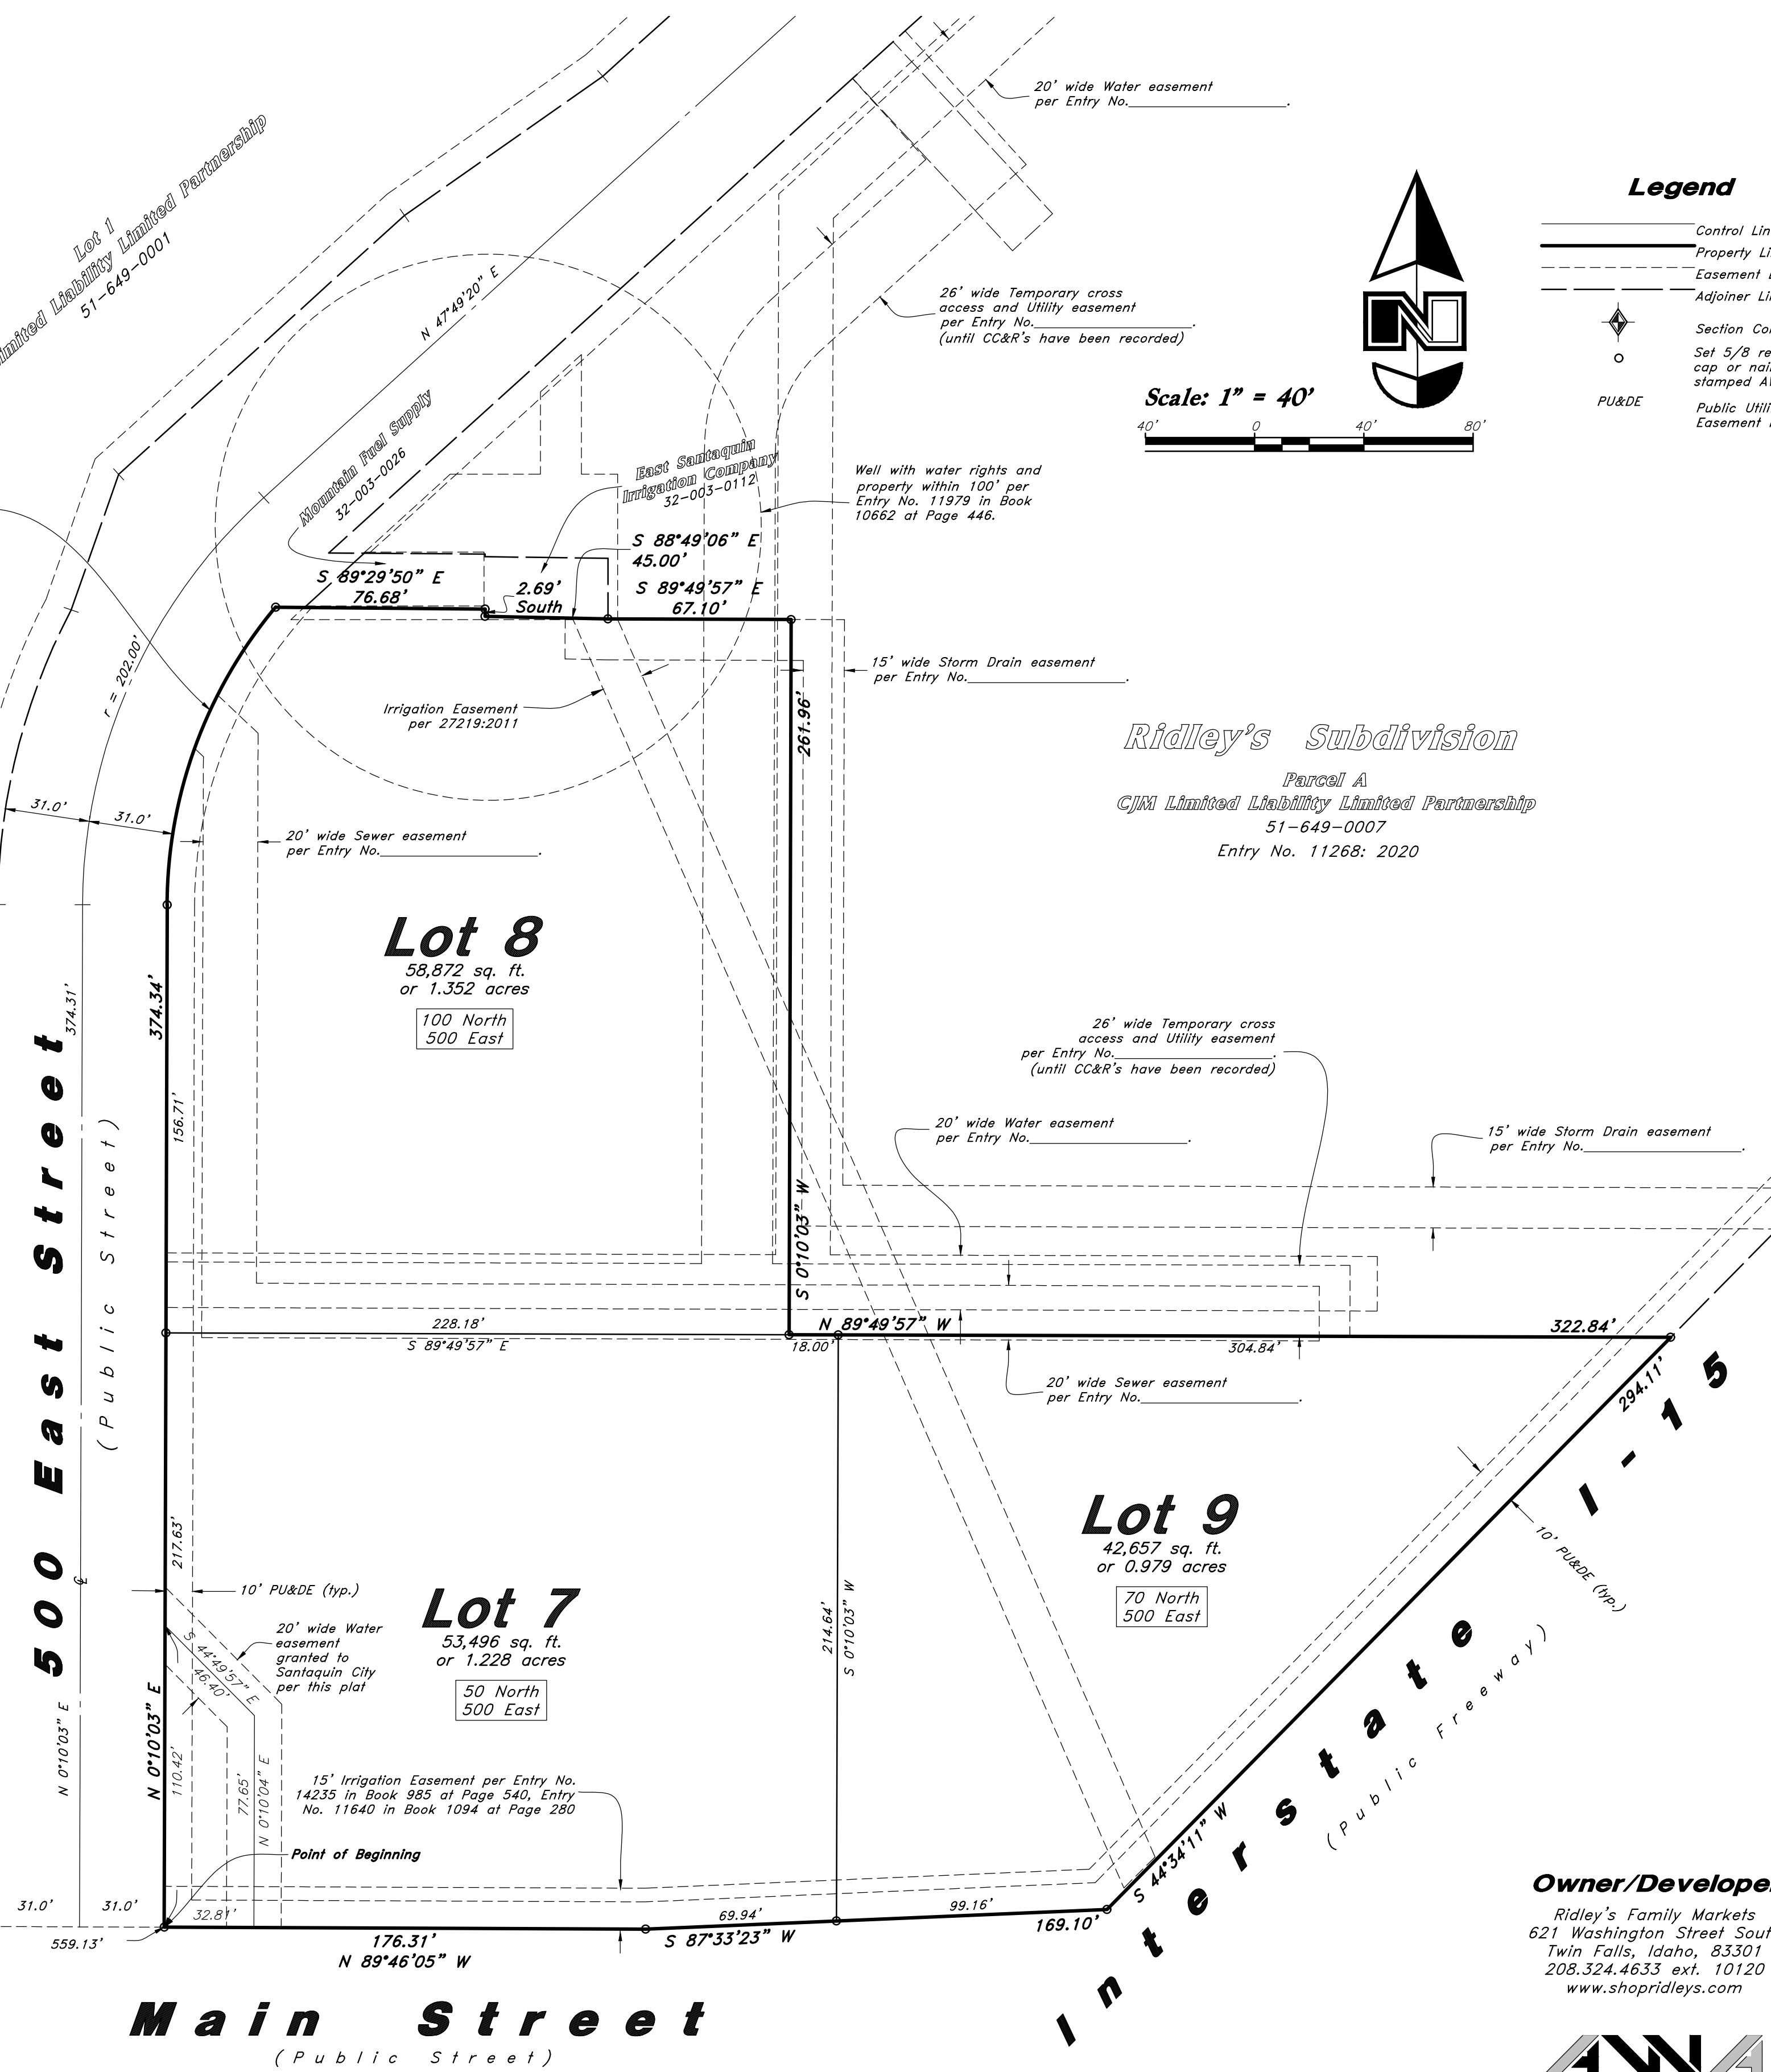 20' wide Water easement
per Entry No.____________.
Lot 1
Limited Liability Limited Partnership
51-649-0001
N 47°49'20" E
26' wide Temporary cross
access and Utility easement
per Entry No.____________.
(until CC&R's have been recorded)
N
Scale: 1" = 40'
40' 0 40' 80'
Legend
Control Lin
Property Li
Easement
Adjoiner Li
Section Co
Set 5/8 re
cap or nai
stamped A
PU&DE
Public Utili
Easement
Mountain Fuel Supply
32-003-0026
East Santaquin
Irrigation Company
32-003-0112
Well with water rights and
property within 100' per
Entry No. 11979 in Book
10662 at Page 446.
S 88°49'06" E
45.00'
S 89°29'50" E
76.68'
2.69'
South
S 89°49'57" E
67.10'
r = 202.00'
15' wide Storm Drain easement
per Entry No.____________.
Irrigation Easement
per 27219:2011
261.96'
S 0°10'03" W
Ridley's Subdivision
Parcel A
CJM Limited Liability Limited Partnership
51-649-0007
Entry No. 11268: 2020
31.0'
31.0'
20' wide Sewer easement
per Entry No.____________.
Lot 8
58,872 sq. ft.
or 1.352 acres
100 North
500 East
374.31'
374.34'
156.71'
500 East Street
(Public Street)
26' wide Temporary cross
access and Utility easement
per Entry No.____________.
(until CC&R's have been recorded)
20' wide Water easement
per Entry No.____________.
15' wide Storm Drain easement
per Entry No.____________.
228.18'
S 89°49'57" E
N 89°49'57" W
322.84'
18.00'
304.84'
20' wide Sewer easement
per Entry No.____________.
294.11'
S 44°34'11" W
Interstate I-15
(Public Freeway)
10' PU&DE (typ.)
Lot 9
42,657 sq. ft.
or 0.979 acres
70 North
500 East
214.64'
S 0°10'03" W
217.63'
℄
10' PU&DE (typ.)
Lot 7
53,496 sq. ft.
or 1.228 acres
50 North
500 East
20' wide Water
easement
granted to
Santaquin City
per this plat
S 44°49'57" E
46.40'
N 0°10'03" E
N 0°10'03" E
110.42'
77.65'
N 0°10'04" E
15' Irrigation Easement per Entry No.
14235 in Book 985 at Page 540, Entry
No. 11640 in Book 1094 at Page 280
Point of Beginning
31.0'
31.0'
32.81'
559.13'
176.31'
N 89°46'05" W
69.94'
S 87°33'23" W
99.16'
169.10'
Main Street
(Public Street)
Owner/Develope
Ridley's Family Markets
621 Washington Street Sout
Twin Falls, Idaho, 83301
208.324.4633 ext. 10120
www.shopridleys.com